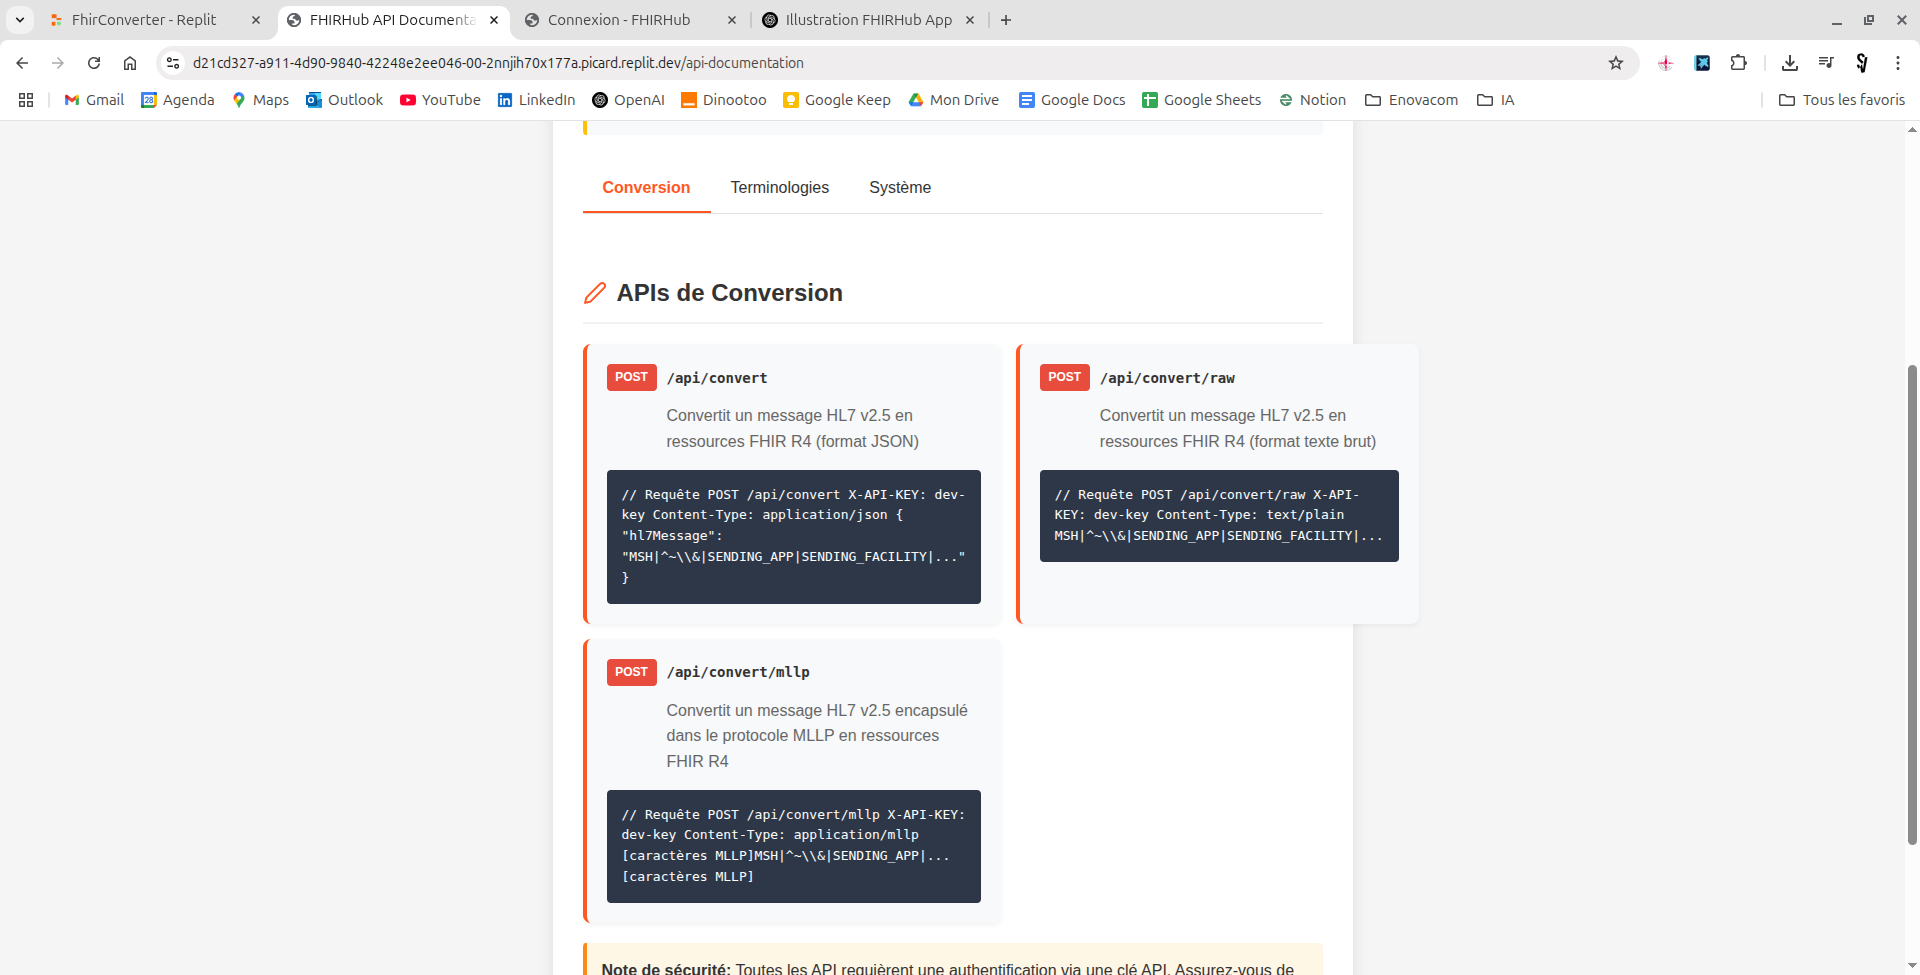 FhirConverter - Replit
FHIRHub API Documenta
Connexion - FHIRHub
Illustration FHIRHub App
d21cd327-a911-4d90-9840-42248e2ee046-00-2nnjih70x177a.picard.replit.dev/api-documentation
Gmail
28 Agenda
Maps
Outlook
YouTube
LinkedIn
OpenAI
Dinootoo
Google Keep
Mon Drive
Google Docs
Google Sheets
Notion
Enovacom
IA
Tous les favoris
Conversion
Terminologies
Système
APIs de Conversion
POST /api/convert
Convertit un message HL7 v2.5 en
ressources FHIR R4 (format JSON)
// Requête POST /api/convert X-API-KEY: dev-
key Content-Type: application/json {
"hl7Message":
"MSH|^~\\&|SENDING_APP|SENDING_FACILITY|..."
}
POST /api/convert/raw
Convertit un message HL7 v2.5 en
ressources FHIR R4 (format texte brut)
// Requête POST /api/convert/raw X-API-
KEY: dev-key Content-Type: text/plain
MSH|^~\\&|SENDING_APP|SENDING_FACILITY|...
POST /api/convert/mllp
Convertit un message HL7 v2.5 encapsulé
dans le protocole MLLP en ressources
FHIR R4
// Requête POST /api/convert/mllp X-API-KEY:
dev-key Content-Type: application/mllp
[caractères MLLP]MSH|^~\\&|SENDING_APP|...
[caractères MLLP]
Note de sécurité: Toutes les API requièrent une authentification via une clé API. Assurez-vous de